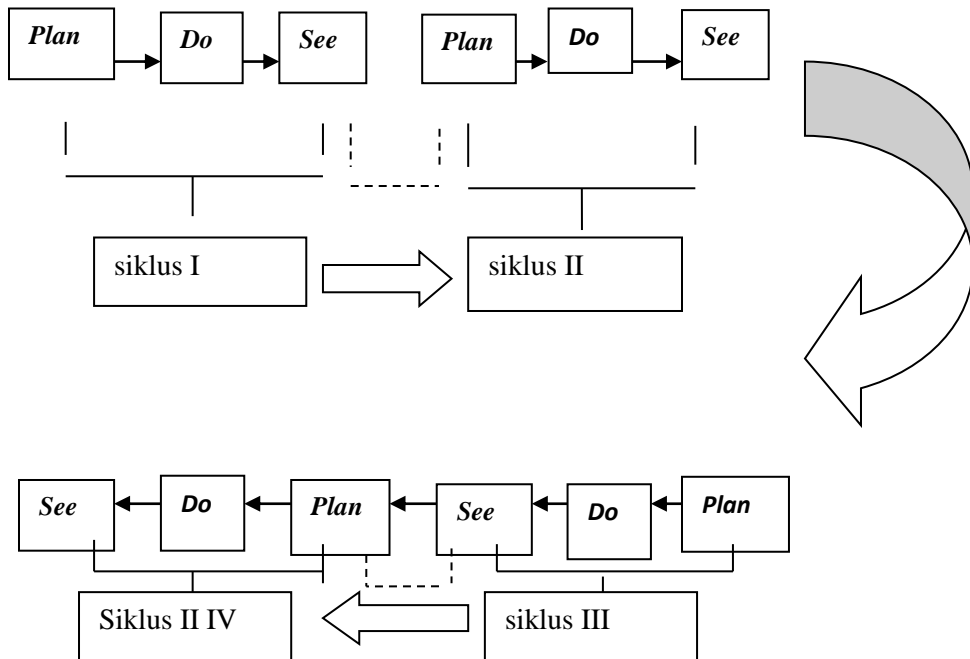 Plan Do See Plan Do See
siklus I siklus II
See Do Plan See Do Plan
Siklus II IV siklus III